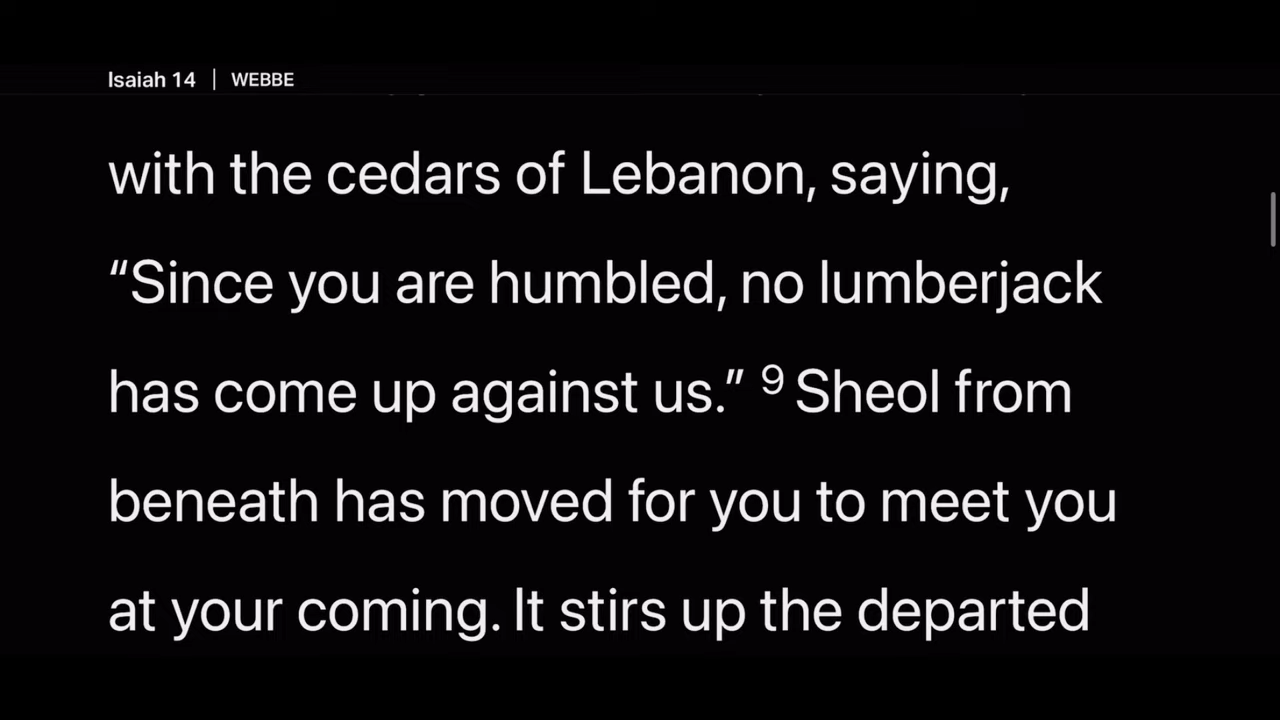 Isaiah 14 | WEBBE
with the cedars of Lebanon, saying,
“Since you are humbled, no lumberjack
has come up against us.” 9 Sheol from
beneath has moved for you to meet you
at your coming. It stirs up the departed